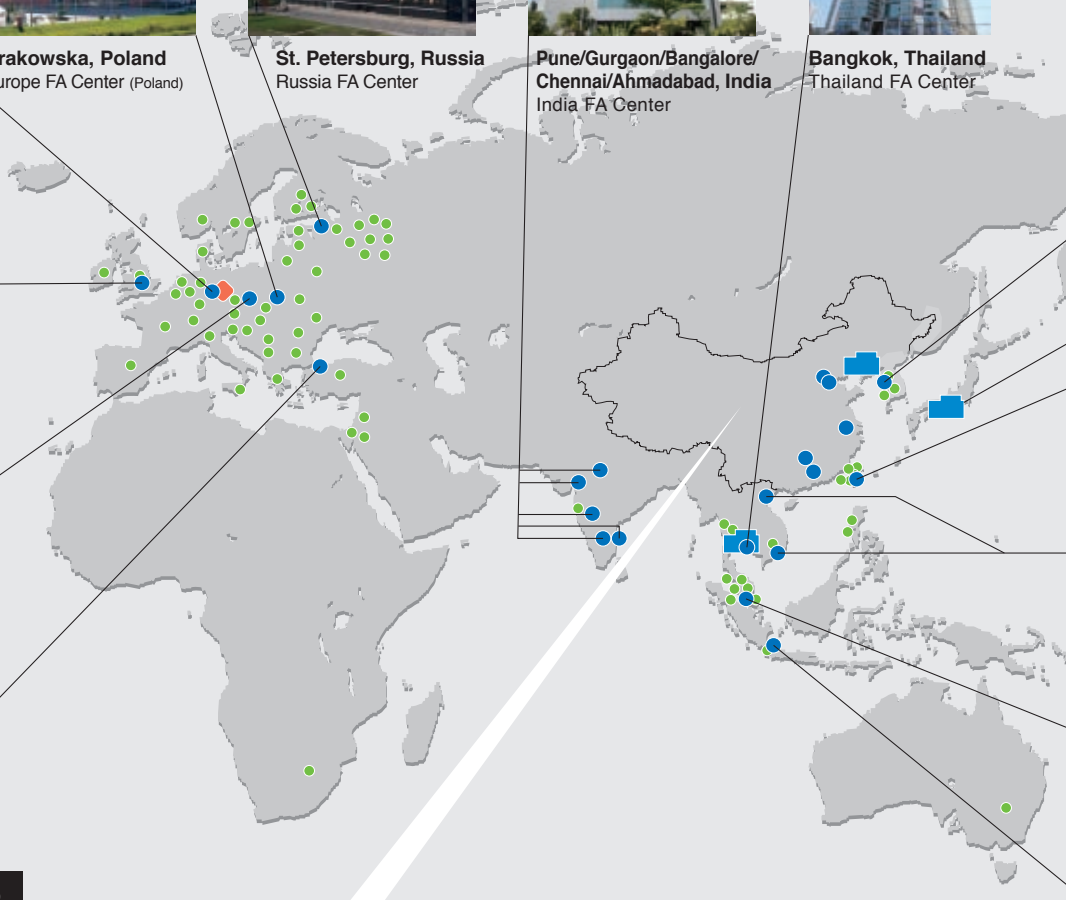 rakowska, Poland
urope FA Center (Poland)
St. Petersburg, Russia
Russia FA Center
Pune/Gurgaon/Bangalore/
Chennai/Ahmadabad, India
India FA Center
Bangkok, Thailand
Thailand FA Center